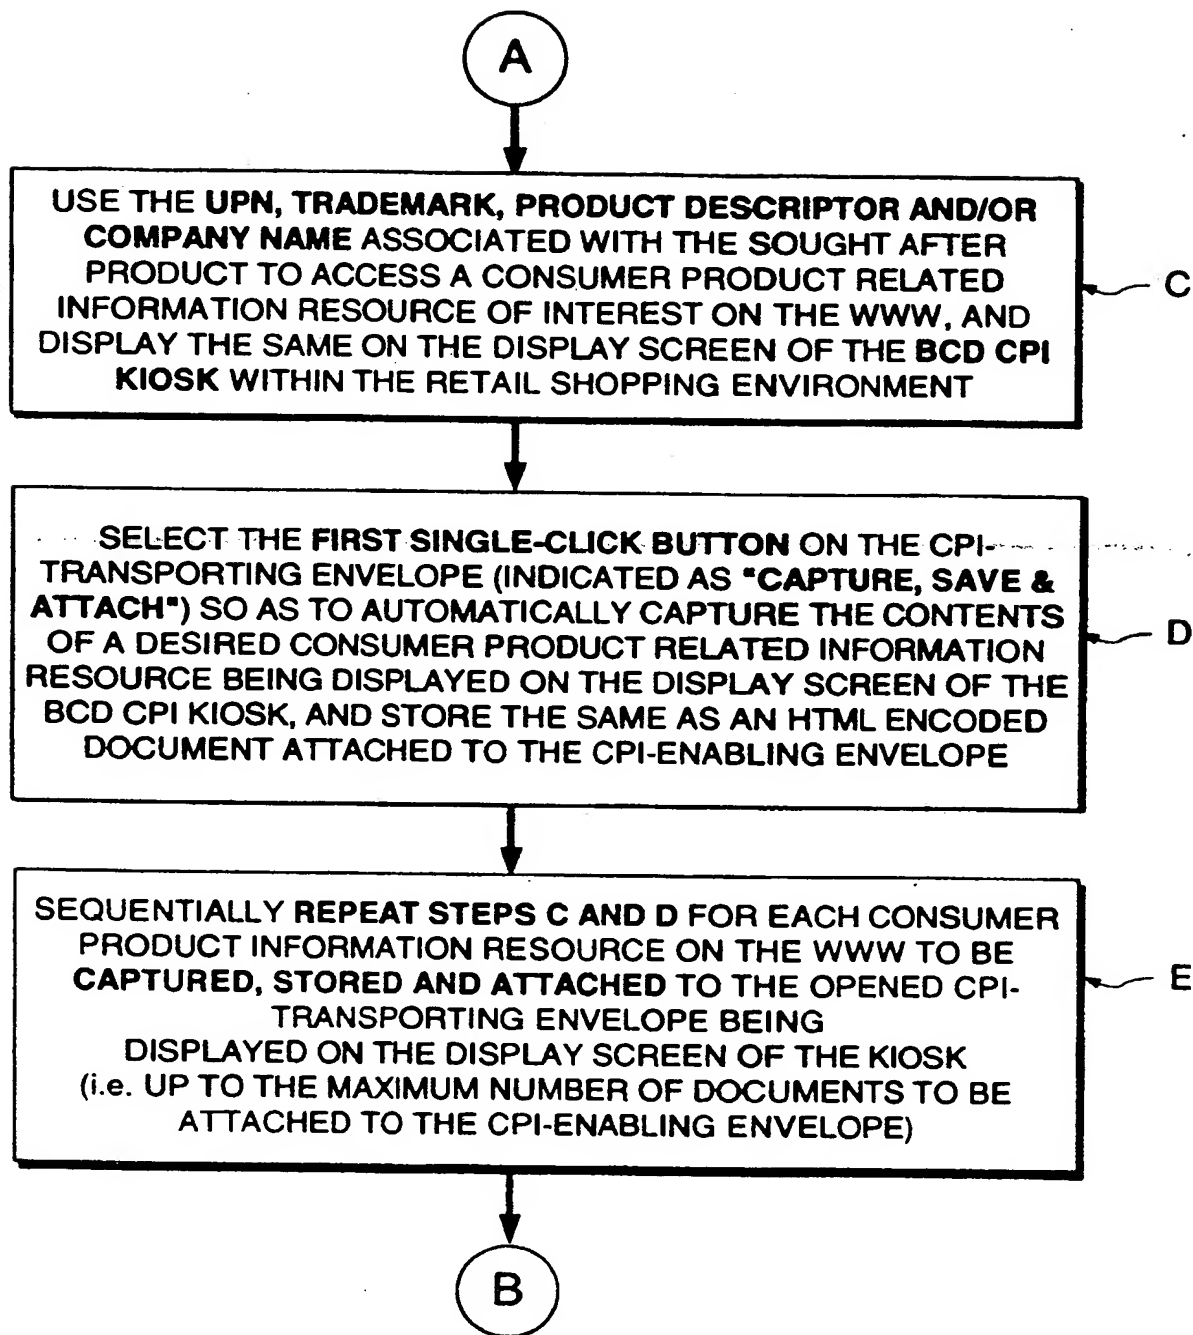 A
USE THE UPN, TRADEMARK, PRODUCT DESCRIPTOR AND/OR
COMPANY NAME ASSOCIATED WITH THE SOUGHT AFTER
PRODUCT TO ACCESS A CONSUMER PRODUCT RELATED
INFORMATION RESOURCE OF INTEREST ON THE WWW, AND
DISPLAY THE SAME ON THE DISPLAY SCREEN OF THE BCD CPI
KIOSK WITHIN THE RETAIL SHOPPING ENVIRONMENT
C
SELECT THE FIRST SINGLE-CLICK BUTTON ON THE CPI-
TRANSPORTING ENVELOPE (INDICATED AS "CAPTURE, SAVE &
ATTACH") SO AS TO AUTOMATICALLY CAPTURE THE CONTENTS
OF A DESIRED CONSUMER PRODUCT RELATED INFORMATION
RESOURCE BEING DISPLAYED ON THE DISPLAY SCREEN OF THE
BCD CPI KIOSK, AND STORE THE SAME AS AN HTML ENCODED
DOCUMENT ATTACHED TO THE CPI-ENABLING ENVELOPE
D
SEQUENTIALLY REPEAT STEPS C AND D FOR EACH CONSUMER
PRODUCT INFORMATION RESOURCE ON THE WWW TO BE
CAPTURED, STORED AND ATTACHED TO THE OPENED CPI-
TRANSPORTING ENVELOPE BEING
DISPLAYED ON THE DISPLAY SCREEN OF THE KIOSK
(i.e. UP TO THE MAXIMUM NUMBER OF DOCUMENTS TO BE
ATTACHED TO THE CPI-ENABLING ENVELOPE)
E
B